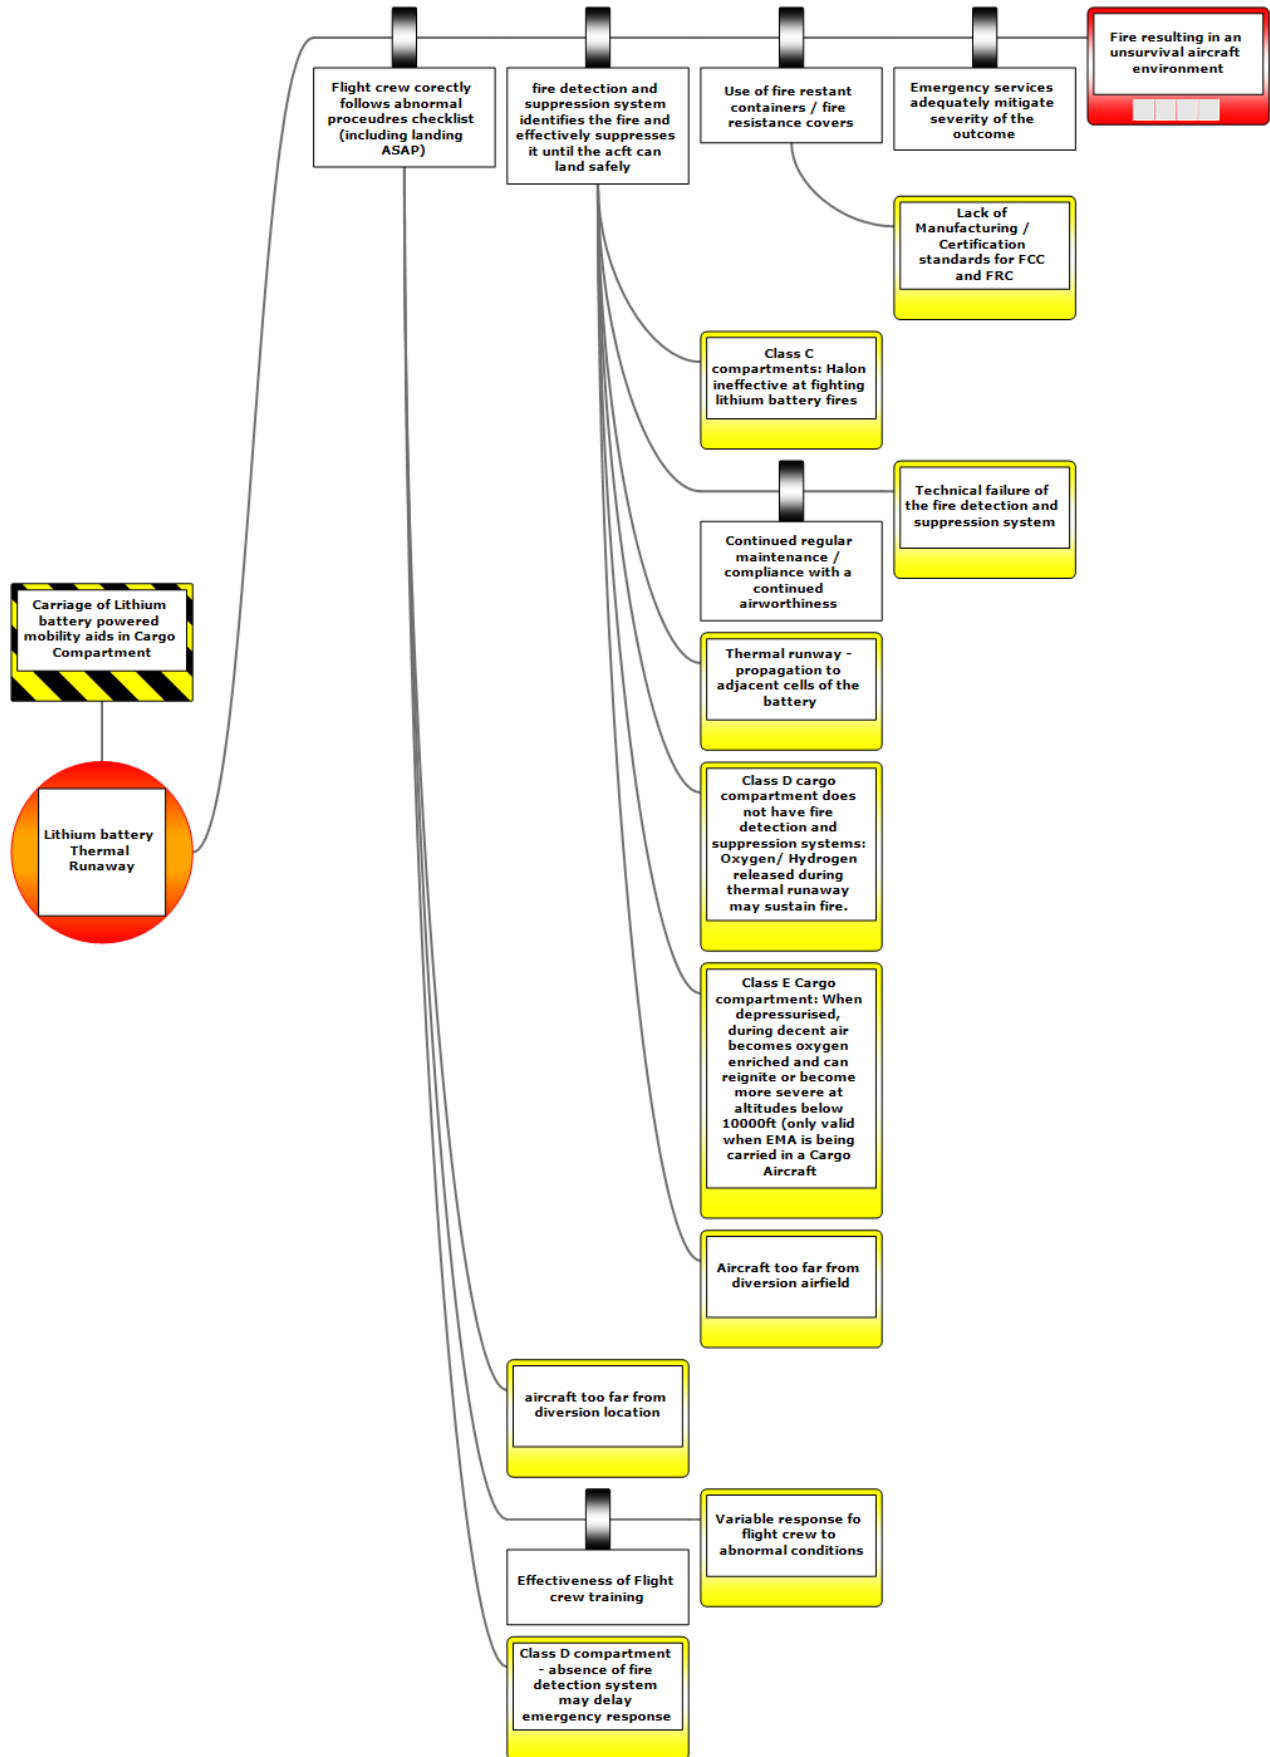 Flight crew corectly
follows abnormal
proceudres checklist
(including landing
ASAP)
fire detection and
suppression system
identifies the fire and
effectively suppresses
it until the acft can
land safely
Use of fire restant
containers / fire
resistance covers
Emergency services
adequately mitigate
severity of the
outcome
Fire resulting in an
unsurvival aircraft
environment
Lack of
Manufacturing /
Certification
standards for FCC
and FRC
Class C
compartments: Halon
ineffective at fighting
lithium battery fires
Technical failure of
the fire detection and
suppression system
Continued regular
maintenance /
compliance with a
continued
airworthiness
Carriage of Lithium
battery powered
mobility aids in Cargo
Compartment
Thermal runway -
propagation to
adjacent cells of the
battery
Lithium battery
Thermal
Runaway
Class D cargo
compartment does
not have fire
detection and
suppression systems:
Oxygen/ Hydrogen
released during
thermal runaway
may sustain fire.
Class E Cargo
compartment: When
depressurised,
during decent air
becomes oxygen
enriched and can
reignite or become
more severe at
altitudes below
10000ft (only valid
when EMA is being
carried in a Cargo
Aircraft
Aircraft too far from
diversion airfield
aircraft too far from
diversion location
Variable response fo
flight crew to
abnormal conditions
Effectiveness of Flight
crew training
Class D compartment
- absence of fire
detection system
may delay
emergency response